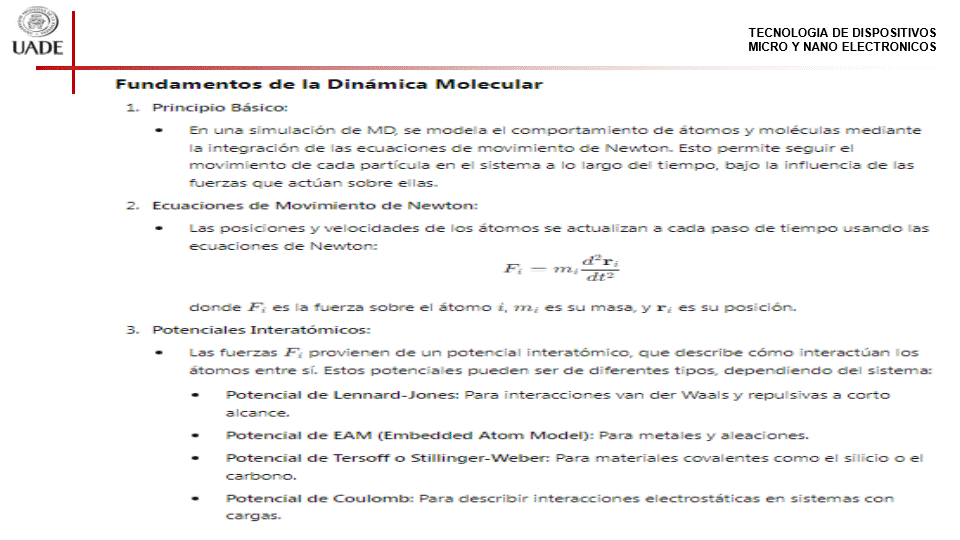 UADE
TECNOLOGIA DE DISPOSITIVOS
MICRO Y NANO ELECTRONICOS
Fundamentos de la Dinámica Molecular
1. Principio Básico:
• En una simulación de MD, se modela el comportamiento de átomos y moléculas mediante
la integración de las ecuaciones de movimiento de Newton. Esto permite seguir el
movimiento de cada partícula en el sistema a lo largo del tiempo, bajo la influencia de las
fuerzas que actúan sobre ellas.
2. Ecuaciones de Movimiento de Newton:
• Las posiciones y velocidades de los átomos se actualizan a cada paso de tiempo usando las
ecuaciones de Newton:
F_i = m_i d²r_i/dt²
donde F_i es la fuerza sobre el átomo i, m_i es su masa, y r_i es su posición.
3. Potenciales Interatómicos:
• Las fuerzas F_i provienen de un potencial interatómico, que describe cómo interactúan los
átomos entre sí. Estos potenciales pueden ser de diferentes tipos, dependiendo del sistema:
• Potencial de Lennard-Jones: Para interacciones van der Waals y repulsivas a corto
alcance.
• Potencial de EAM (Embedded Atom Model): Para metales y aleaciones.
• Potencial de Tersoff o Stillinger-Weber: Para materiales covalentes como el silicio o el
carbono.
• Potencial de Coulomb: Para describir interacciones electrostáticas en sistemas con
cargas.